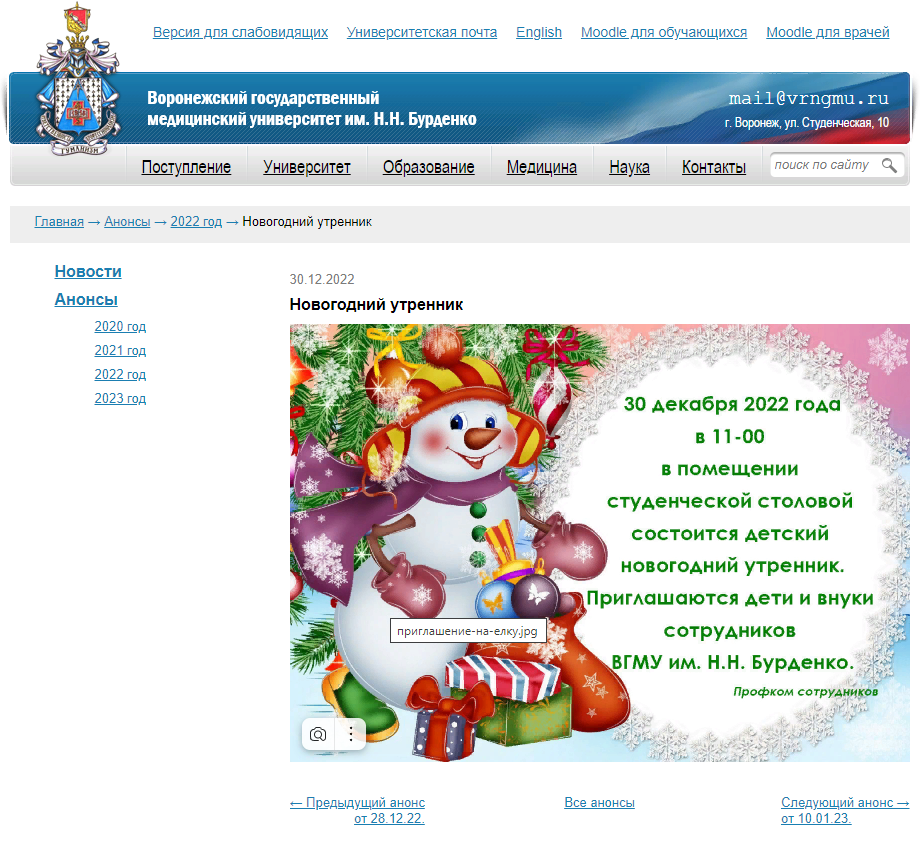 Версия для слабовидящих Университетская почта English Moodle для обучающихся Moodle для врачей
Воронежский государственный
медицинский университет им. Н.Н. Бурденко
mail@vrngmu.ru
г. Воронеж, ул. Студенческая, 10
ГУМАНИЗМ
Поступление Университет Образование Медицина Наука Контакты поиск по сайту
Главная → Анонсы → 2022 год → Новогодний утренник
Новости
Анонсы
2020 год
2021 год
2022 год
2023 год
30.12.2022
Новогодний утренник
30 декабря 2022 года
в 11-00
в помещении
студенческой столовой
состоится детский
новогодний утренник.
Приглашаются дети и внуки
сотрудников
ВГМУ им. Н.Н. Бурденко.
Профком сотрудников
приглашение-на-елку.jpg
← Предыдущий анонс
от 28.12.22.
Все анонсы
Следующий анонс →
от 10.01.23.